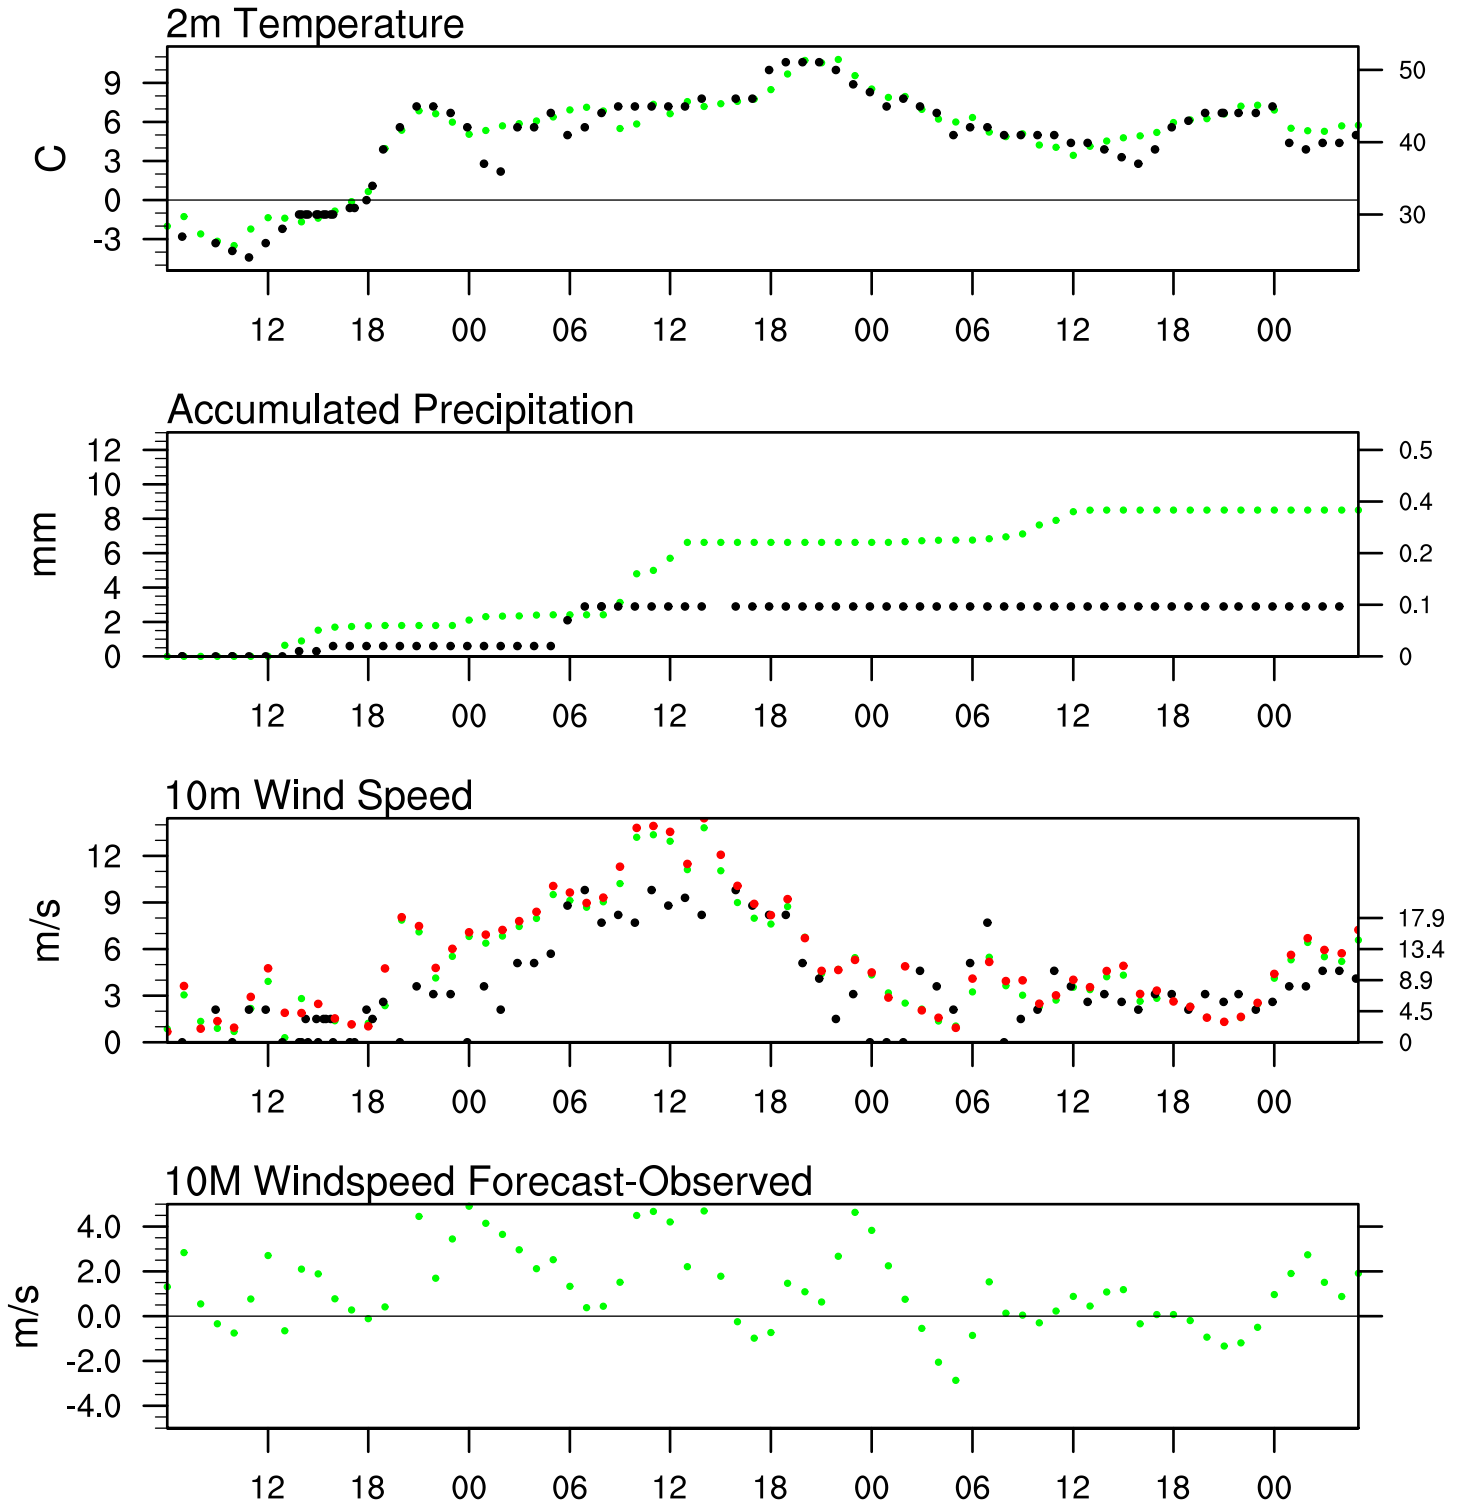 2m Temperature
9 50
6
3 40
C
0
-3 30
12 18 00 06 12 18 00 06 12 18 00
Accumulated Precipitation
12 0.5
10
8 0.4
mm
6 0.2
4
2 0.1
0 0
12 18 00 06 12 18 00 06 12 18 00
10m Wind Speed
12
9 17.9
m/s
6 13.4
8.9
3 4.5
0 0
12 18 00 06 12 18 00 06 12 18 00
10M Windspeed Forecast-Observed
4.0
2.0
m/s
0.0
-2.0
-4.0
12 18 00 06 12 18 00 06 12 18 00